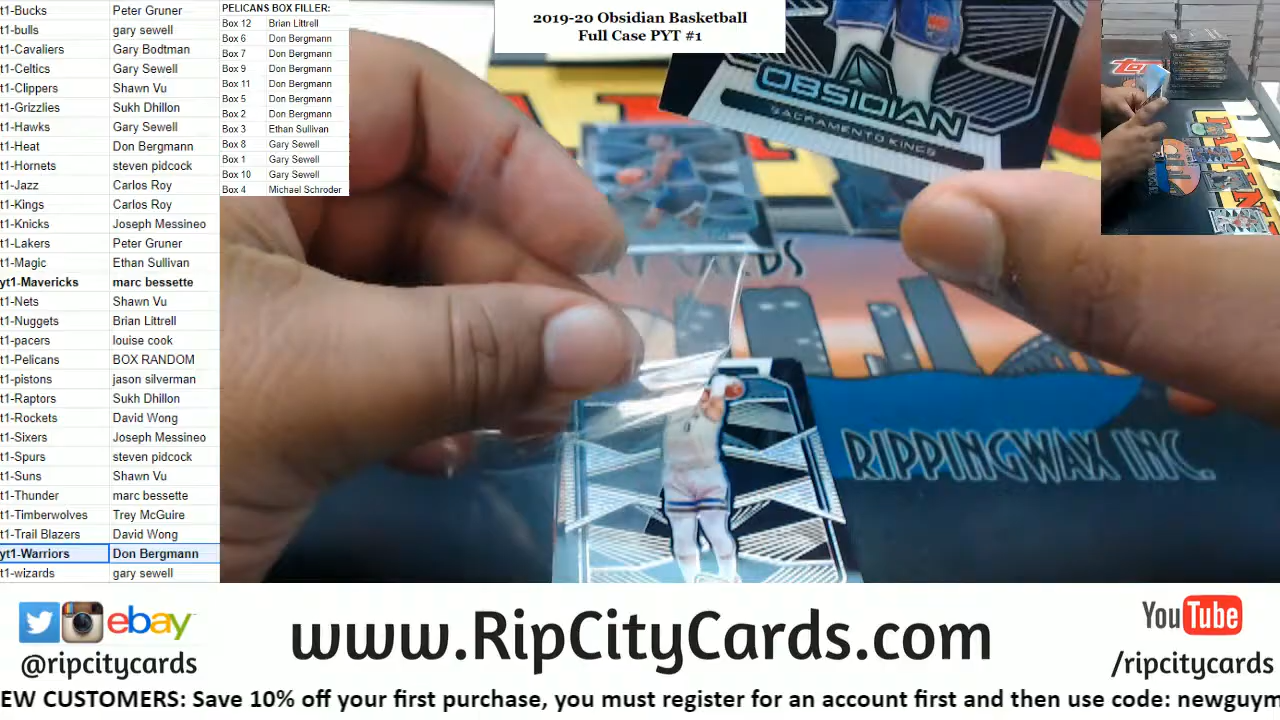 t1-Bucks Peter Gruner
t1-bulls gary sewell
t1-Cavaliers Gary Bodtman
t1-Celtics Gary Sewell
t1-Clippers Shawn Vu
t1-Grizzlies Sukh Dhillon
t1-Hawks Gary Sewell
t1-Heat Don Bergmann
t1-Hornets steven pidcock
t1-Jazz Carlos Roy
t1-Kings Carlos Roy
t1-Knicks Joseph Messineo
t1-Lakers Peter Gruner
t1-Magic Ethan Sullivan
yt1-Mavericks marc bessette
t1-Nets Shawn Vu
t1-Nuggets Brian Littrell
t1-pacers louise cook
t1-Pelicans BOX RANDOM
t1-pistons jason silverman
t1-Raptors Sukh Dhillon
t1-Rockets David Wong
t1-Sixers Joseph Messineo
t1-Spurs steven pidcock
t1-Suns Shawn Vu
t1-Thunder marc bessette
t1-Timberwolves Trey McGuire
t1-Trail Blazers David Wong
yt1-Warriors Don Bergmann
t1-wizards gary sewell
PELICANS BOX FILLER:
Box 12 Brian Littrell
Box 6 Don Bergmann
Box 7 Don Bergmann
Box 9 Don Bergmann
Box 11 Don Bergmann
Box 5 Don Bergmann
Box 2 Don Bergmann
Box 3 Ethan Sullivan
Box 8 Gary Sewell
Box 1 Gary Sewell
Box 10 Gary Sewell
Box 4 Michael Schroder
2019-20 Obsidian Basketball
Full Case PYT #1
OBSIDIAN
SACRAMENTO KINGS
CARDS
RIPPINGWAX INC.
ebay
@ripcitycards
www.RipCityCards.com
YouTube
/ripcitycards
EW CUSTOMERS: Save 10% off your first purchase, you must register for an account first and then use code: newguym